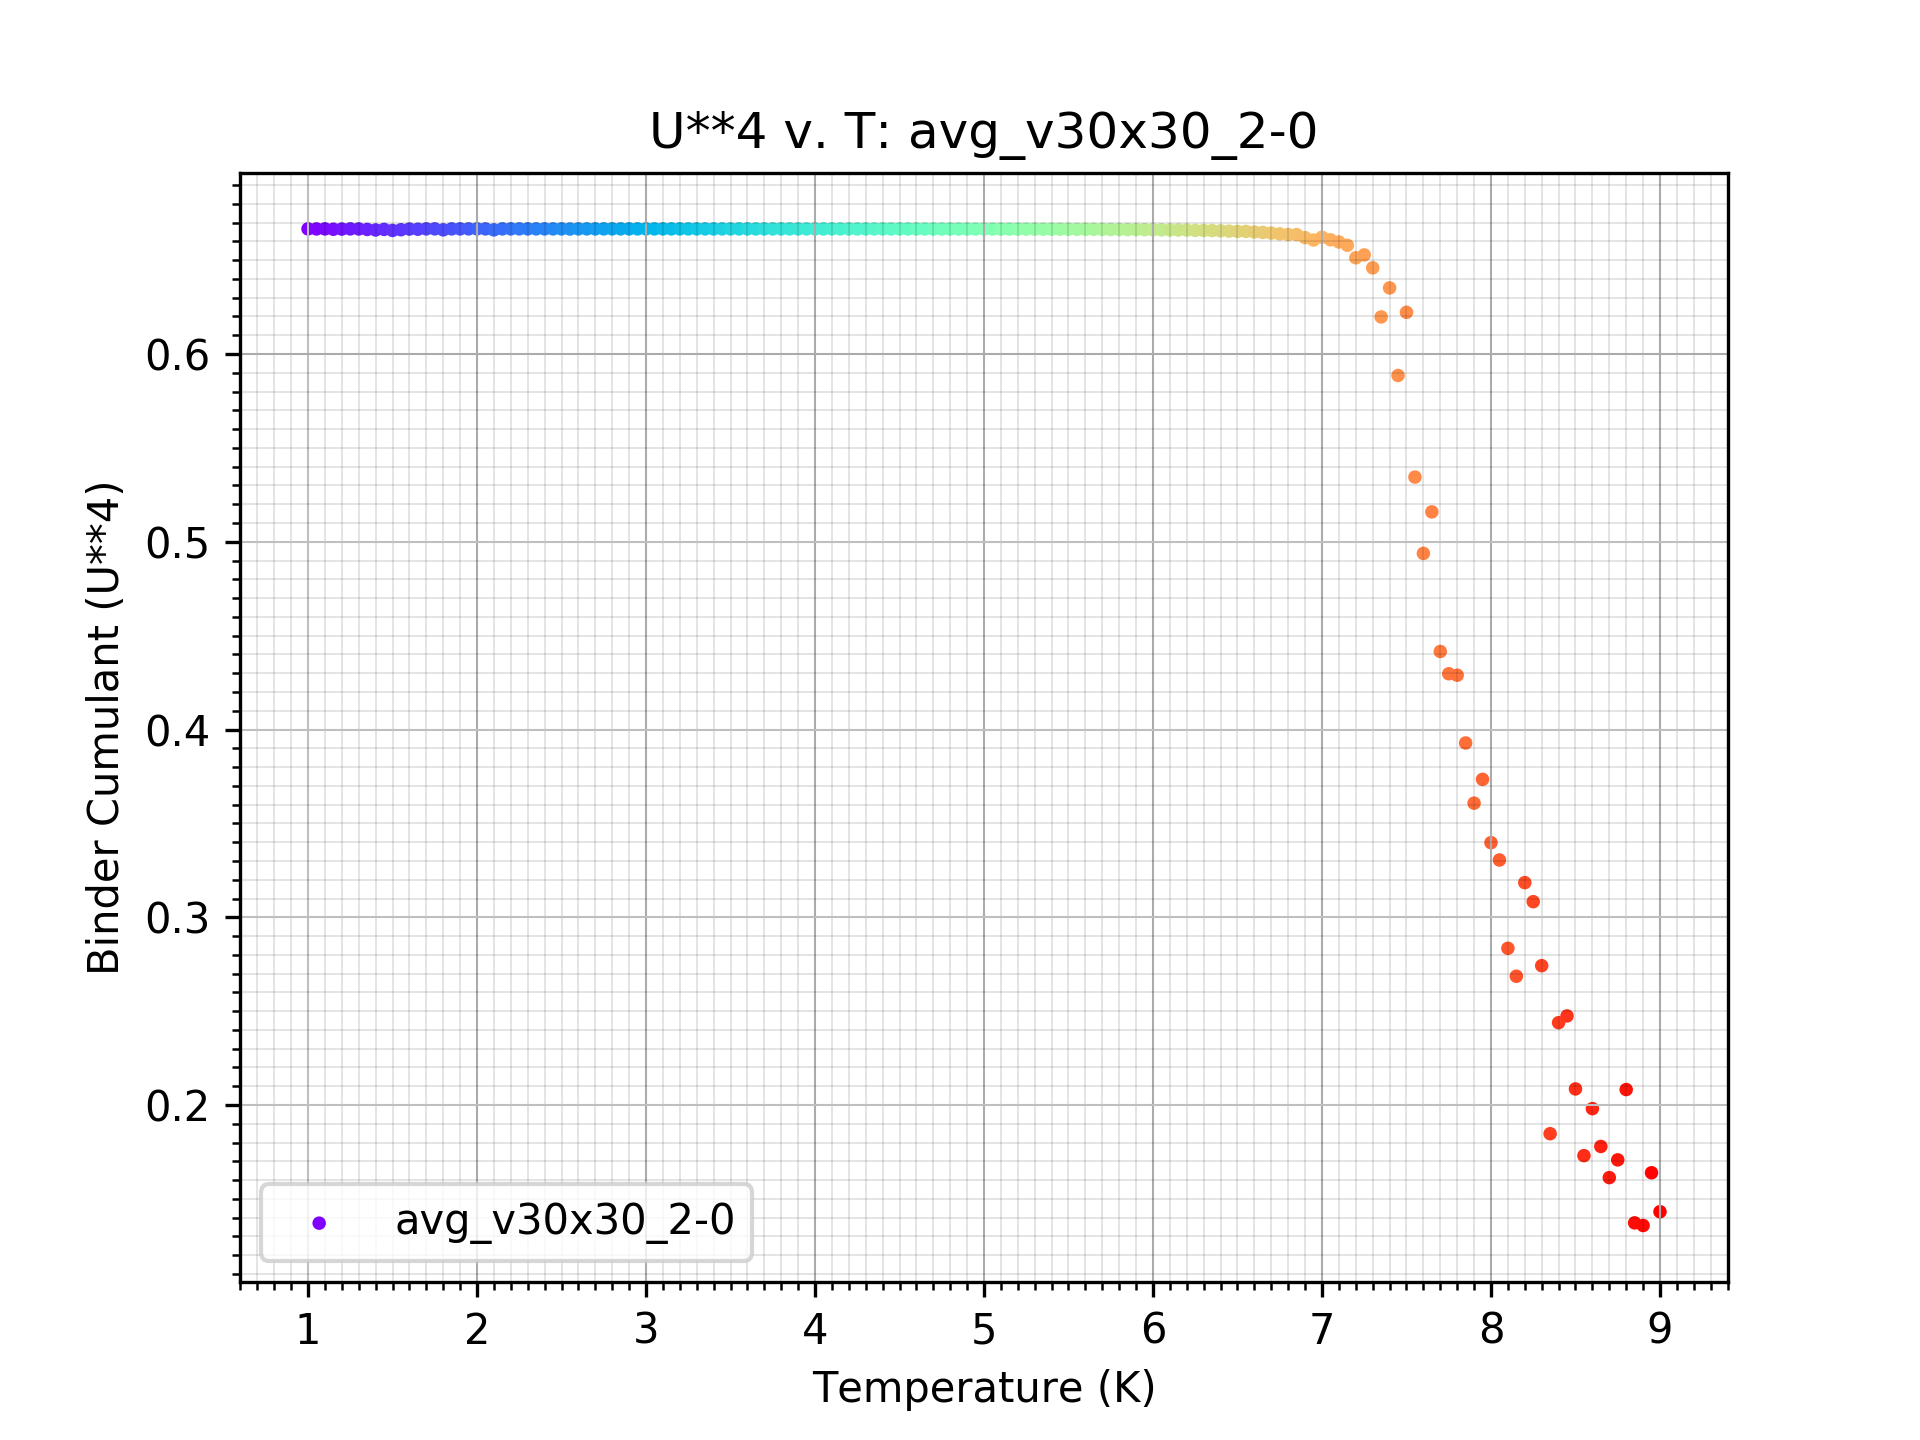 U**4 v. T: avg_v30x30_2-0
Binder Cumulant (U**4)
0.6
0.5
0.4
0.3
0.2
avg_v30x30_2-0
1 2 3 4 5 6 7 8 9
Temperature (K)